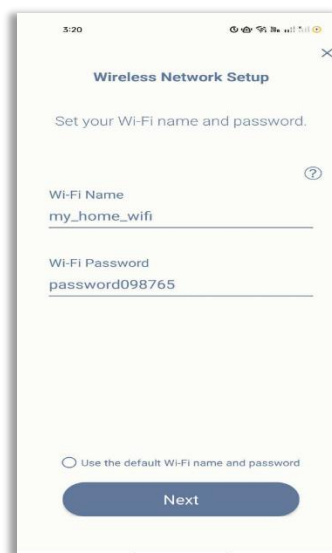 3:20
Wireless Network Setup
Set your Wi-Fi name and password.
Wi-Fi Name
my_home_wifi
Wi-Fi Password
password098765
Use the default Wi-Fi name and password
Next